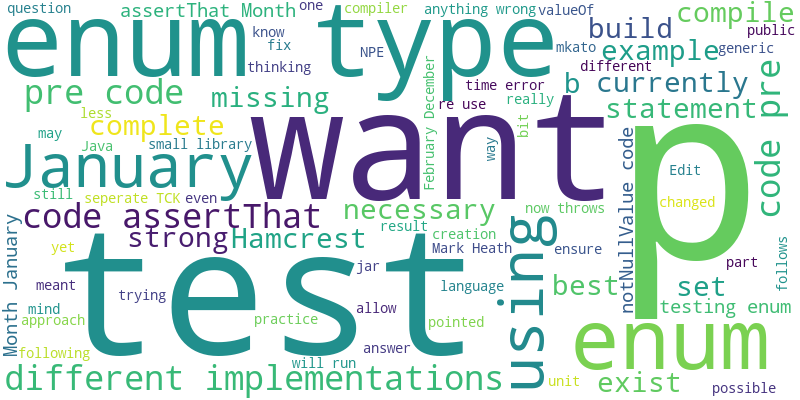 question
assertThat Month
one
compiler
anything wrong
valueOf
compile
enum type
know
fix
NPE
mkato
build
public
thinking
example
different
generic
pre code
missing
time error
b
currently
less
complete
re use
really
statement
may
Java
small library
want
p
code pre
January
February December
way
bit
Edit
still
seperate TCK
even
necessary
now throws
notNullValue code
changed
code assertThat
strong
Hamcrest
result
creation
using
part
follows
Month January
test
yet
jar
Mark Heath
ensure
meant
trying
language
best
set
mind
allow
testing enum
approach
practice
pointed
enum
following
answer
will run
different implementations
unit
exist
possible